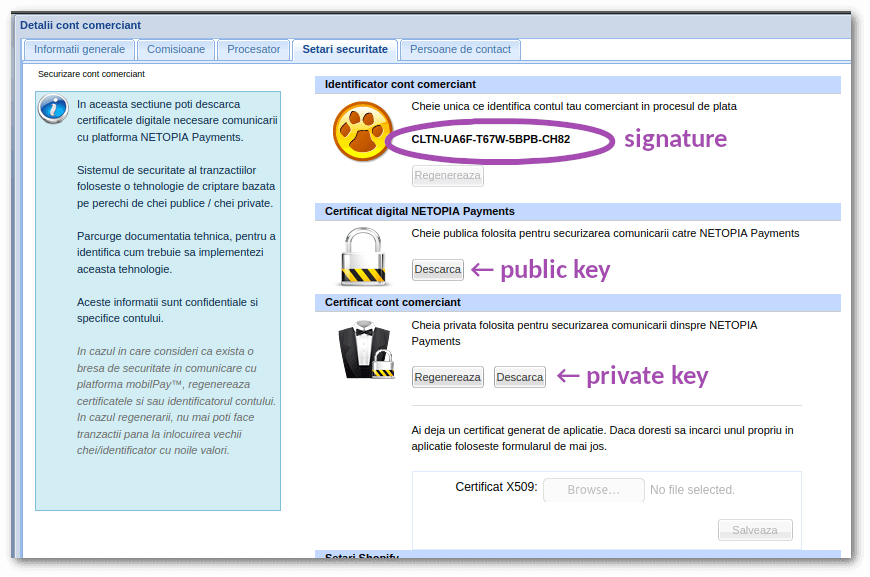 Detalii cont comerciant
Informatii generale
Comisioane
Procesator
Setari securitate
Persoane de contact
Securizare cont comerciant
In aceasta sectiune poti descarca
certificatele digitale necesare comunicarii
cu platforma NETOPIA Payments.
Sistemul de securitate al tranzactiilor
foloseste o tehnologie de criptare bazata
pe perechi de chei publice / chei private.
Parcurge documentatia tehnica, pentru a
identifica cum trebuie sa implementezi
aceasta tehnologie.
Aceste informatii sunt confidentiale si
specifice contului.
In cazul in care consideri ca exista o
bresa de securitate in comunicare cu
platforma mobilPay™, regenereaza
certificatele si sau identificatorul contului.
In cazul regenerarii, nu mai poti face
tranzactii pana la inlocuirea vechii
chei/identificator cu noile valori.
Identificator cont comerciant
Cheie unica ce identifica contul tau comerciant in procesul de plata
CLTN-UA6F-T67W-5BPB-CH82
signature
Regenereaza
Certificat digital NETOPIA Payments
Cheie publica folosita pentru securizarea comunicarii catre NETOPIA Payments
Descarca
← public key
Certificat cont comerciant
Cheia privata folosita pentru securizarea comunicarii dinspre NETOPIA
Payments
Regenereaza
Descarca
← private key
Ai deja un certificat generat de aplicatie. Daca doresti sa incarci unul propriu in
aplicatie foloseste formularul de mai jos.
Certificat X509:
Browse...
No file selected.
Salveaza
Setari Shopify